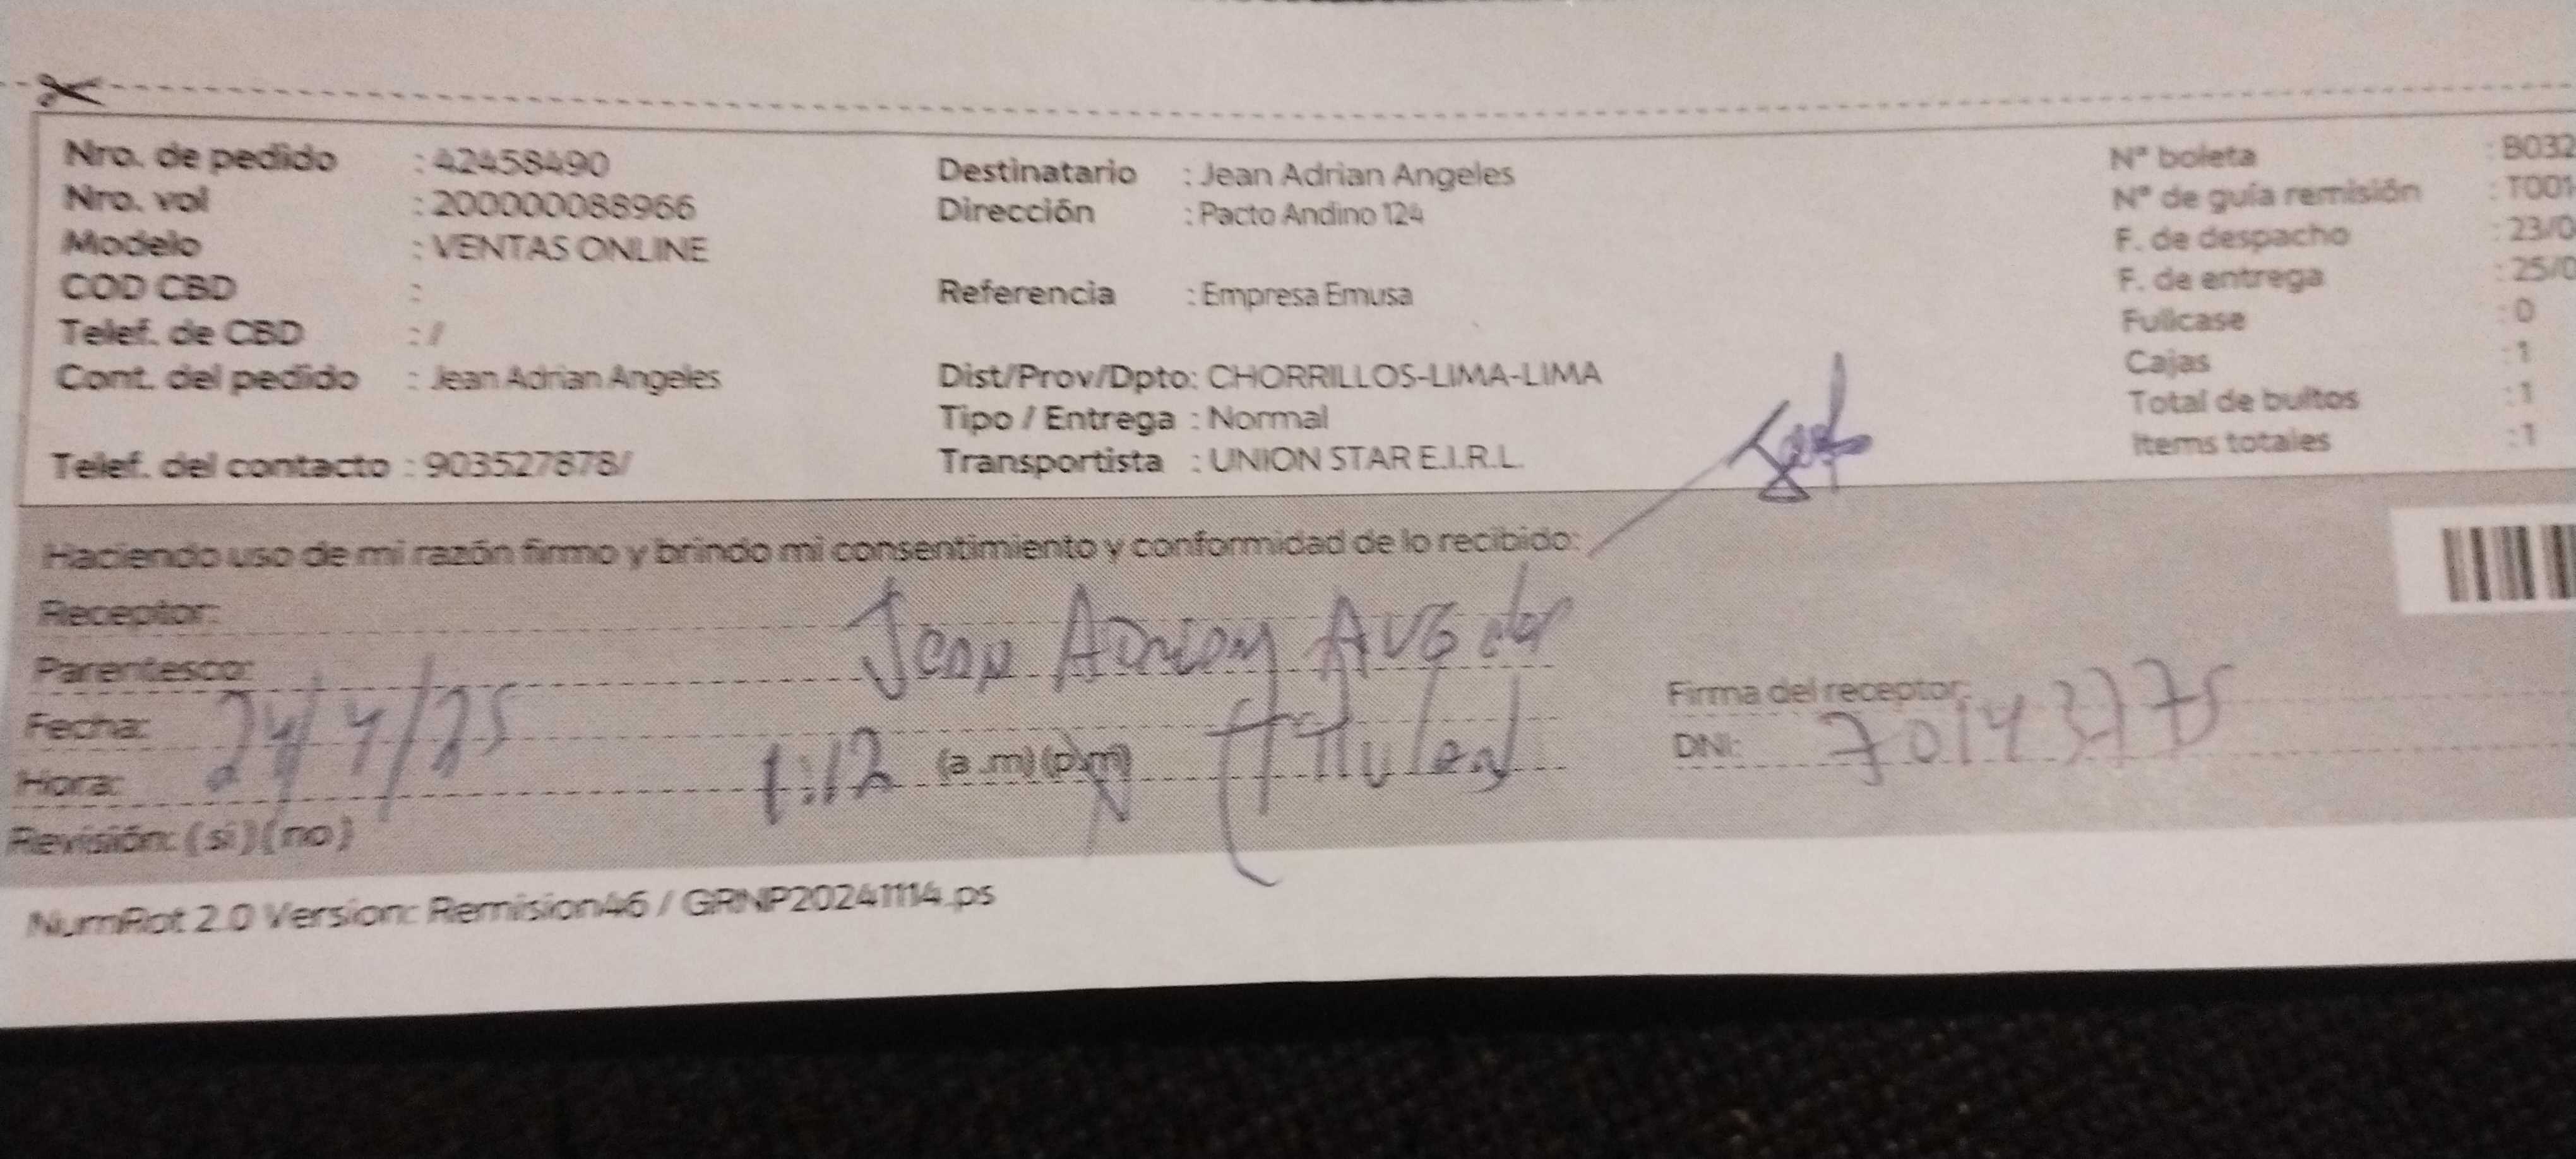 Nro. de pedido : 42458490
Nro. vol : 200000088966
Modelo : VENTAS ONLINE
COD CBD :
Telef. de CBD : /
Cont. del pedido : Jean Adrian Angeles
Telef. del contacto : 903527878/
Destinatario : Jean Adrian Angeles
Dirección : Pacto Andino 124
Referencia : Empresa Emusa
Dist/Prov/Dpto: CHORRILLOS-LIMA-LIMA
Tipo / Entrega : Normal
Transportista : UNION STAR E.I.R.L.
N° boleta : B032
N° de guía remisión : T001
F. de despacho : 23/0
F. de entrega : 25/0
Fullcase : 0
Cajas : 1
Total de bultos : 1
Items totales : 1
Haciendo uso de mi razón firmo y brindo mi consentimiento y conformidad de lo recibido:
Receptor: Jean Adrian
Parentesco:
Fecha: 24/4/25
Hora: 1:12 (a .m) (p.m) (Titular)
Revisión: ( si ) ( no )
Firma del receptor:
DNI: 70143775
NumRot 2.0 Version: Remision46 / GRNP20241114.ps